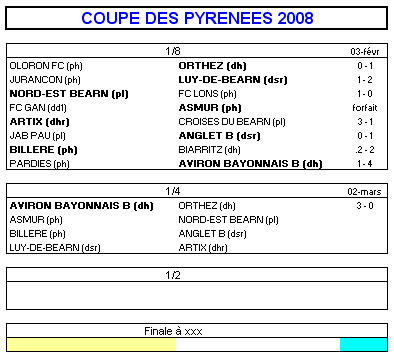 COUPE DES PYRENEES 2008
1/8 03-févr
OLORON FC (ph) ORTHEZ (dh) 0 - 1
JURANCON (ph) LUY-DE-BEARN (dsr) 1 - 2
NORD-EST BEARN (pl) FC LONS (ph) 1 - 0
FC GAN (dd1) ASMUR (ph) forfait
ARTIX (dhr) CROISES DU BEARN (pl) 3 - 1
JAB PAU (pl) ANGLET B (dsr) 0 - 1
BILLERE (ph) BIARRITZ (dh) .2 - 2
PARDIES (ph) AVIRON BAYONNAIS B (dh) 1 - 4
1/4 02-mars
AVIRON BAYONNAIS B (dh) ORTHEZ (dh) 3 - 0
ASMUR (ph) NORD-EST BEARN (pl)
BILLERE (ph) ANGLET B (dsr)
LUY-DE-BEARN (dsr) ARTIX (dhr)
1/2
Finale à xxx